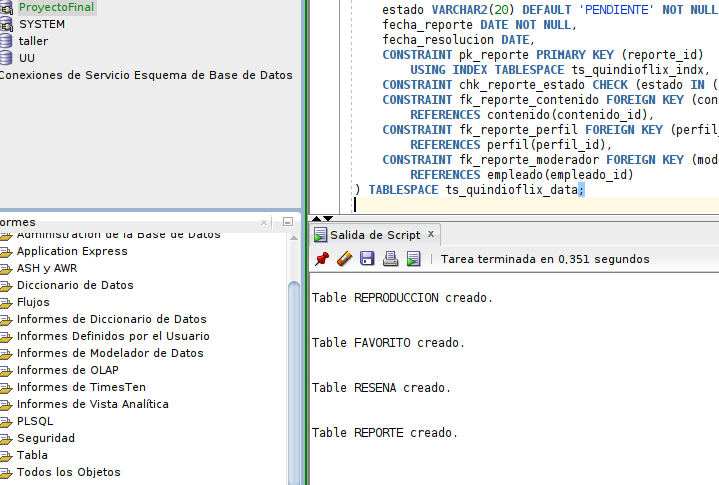 ProyectoFinal
SYSTEM
taller
UU
Conexiones de Servicio Esquema de Base de Datos
ormes
Administración de la Base de Datos
Application Express
ASH y AWR
Diccionario de Datos
Flujos
Informes de Diccionario de Datos
Informes Definidos por el Usuario
Informes de Modelador de Datos
Informes de OLAP
Informes de TimesTen
Informes de Vista Analítica
PLSQL
Seguridad
Tabla
Todos los Objetos
estado VARCHAR2(20) DEFAULT 'PENDIENTE' NOT NULL
fecha_reporte DATE NOT NULL,
fecha_resolucion DATE,
CONSTRAINT pk_reporte PRIMARY KEY (reporte_id)
USING INDEX TABLESPACE ts_quindioflix_indx,
CONSTRAINT chk_reporte_estado CHECK (estado IN (
CONSTRAINT fk_reporte_contenido FOREIGN KEY (con
REFERENCES contenido(contenido_id),
CONSTRAINT fk_reporte_perfil FOREIGN KEY (perfil_
REFERENCES perfil(perfil_id),
CONSTRAINT fk_reporte_moderador FOREIGN KEY (mod
REFERENCES empleado(empleado_id)
) TABLESPACE ts_quindioflix_data;
Salida de Script x
Tarea terminada en 0,351 segundos
Table REPRODUCCION creado.
Table FAVORITO creado.
Table RESENA creado.
Table REPORTE creado.